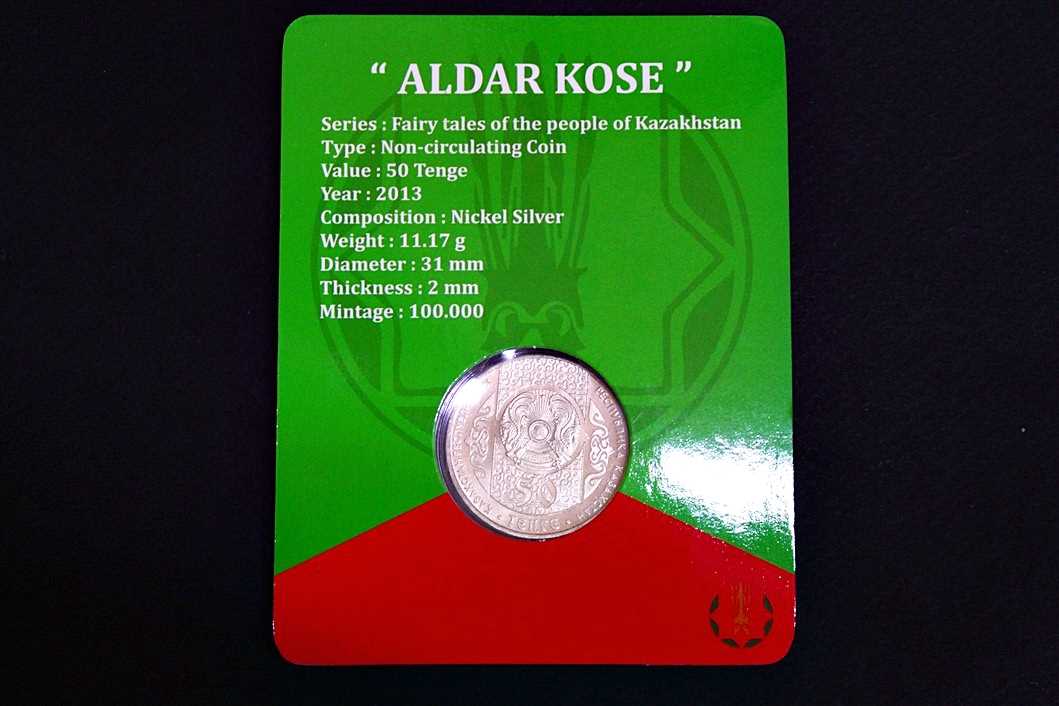 “ ALDAR KOSE ”
Series : Fairy tales of the people of Kazakhstan
Type : Non-circulating Coin
Value : 50 Tenge
Year : 2013
Composition : Nickel Silver
Weight : 11.17 g
Diameter : 31 mm
Thickness : 2 mm
Mintage : 100.000
50